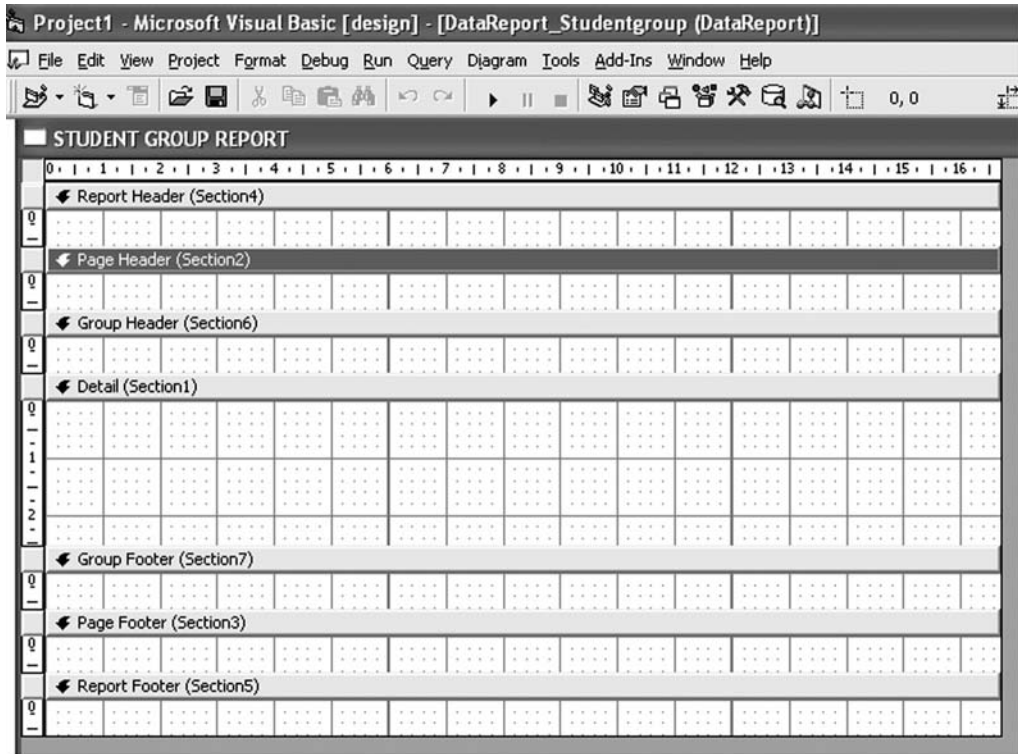 Project1 - Microsoft Visual Basic [design] - [DataReport_Studentgroup (DataReport)]
File Edit View Project Format Debug Run Query Diagram Tools Add-Ins Window Help
0, 0
STUDENT GROUP REPORT
0 1 2 3 4 5 6 7 8 9 10 11 12 13 14 15 16
Report Header (Section4)
0
Page Header (Section2)
0
Group Header (Section6)
0
Detail (Section1)
0
1
2
Group Footer (Section7)
0
Page Footer (Section3)
0
Report Footer (Section5)
0